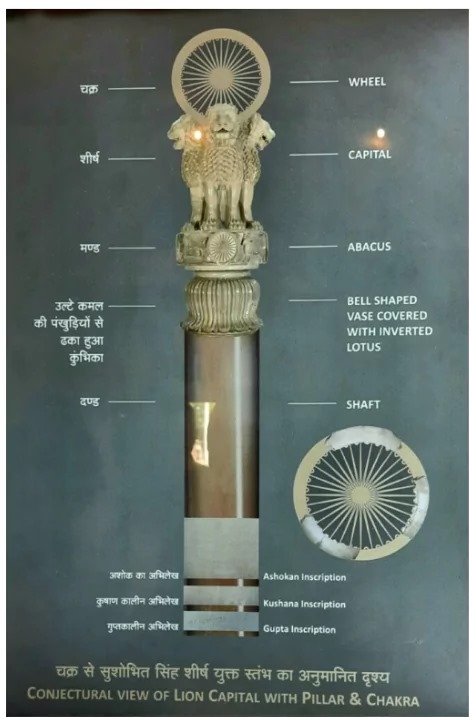 चक्र
WHEEL
शीर्ष
CAPITAL
मण्ड
ABACUS
उल्टे कमल
की पंखुड़ियों से
ढका हुआ
कुंभिका
BELL SHAPED
VASE COVERED
WITH INVERTED
LOTUS
दण्ड
SHAFT
अशोक का अभिलेख
Ashokan Inscription
कुषाण कालीन अभिलेख
Kushana Inscription
गुप्तकालीन अभिलेख
Gupta Inscription
चक्र से सुशोभित सिंह शीर्ष युक्त स्तंभ का अनुमानित दृश्य
CONJECTURAL VIEW OF LION CAPITAL WITH PILLAR & CHAKRA